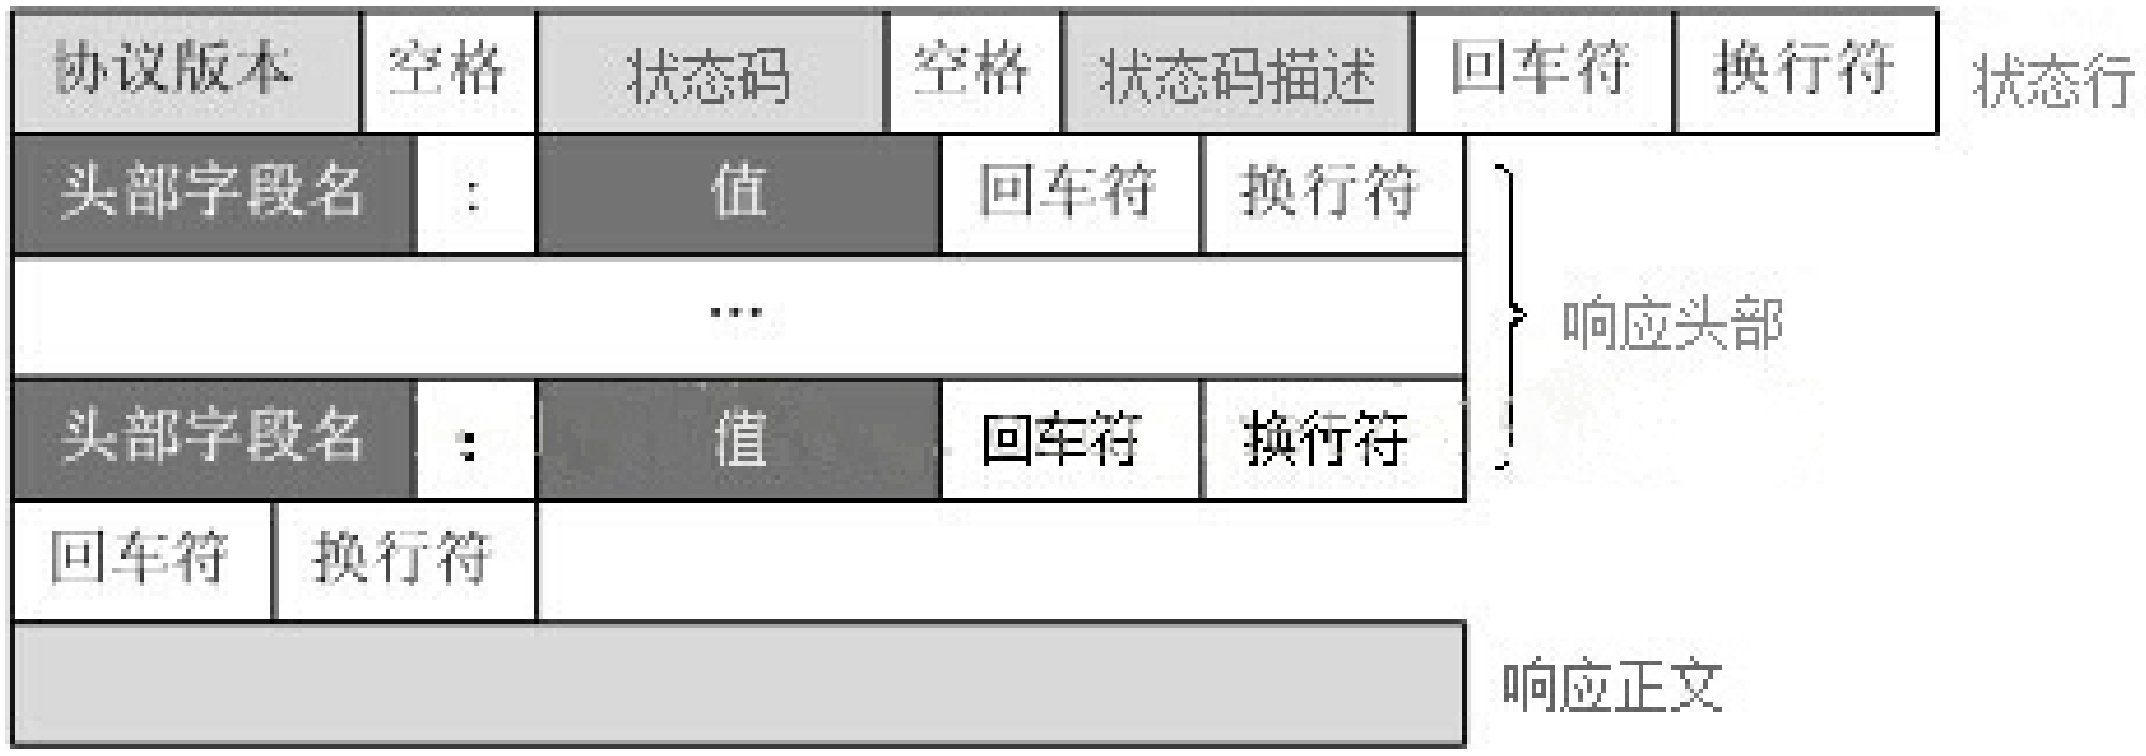 协议版本 空格 状态码 空格 状态码描述 回车符 换行符 状态行
头部字段名 : 值 回车符 换行符
… 响应头部
头部字段名 : 值 回车符 换行符
回车符 换行符
响应正文